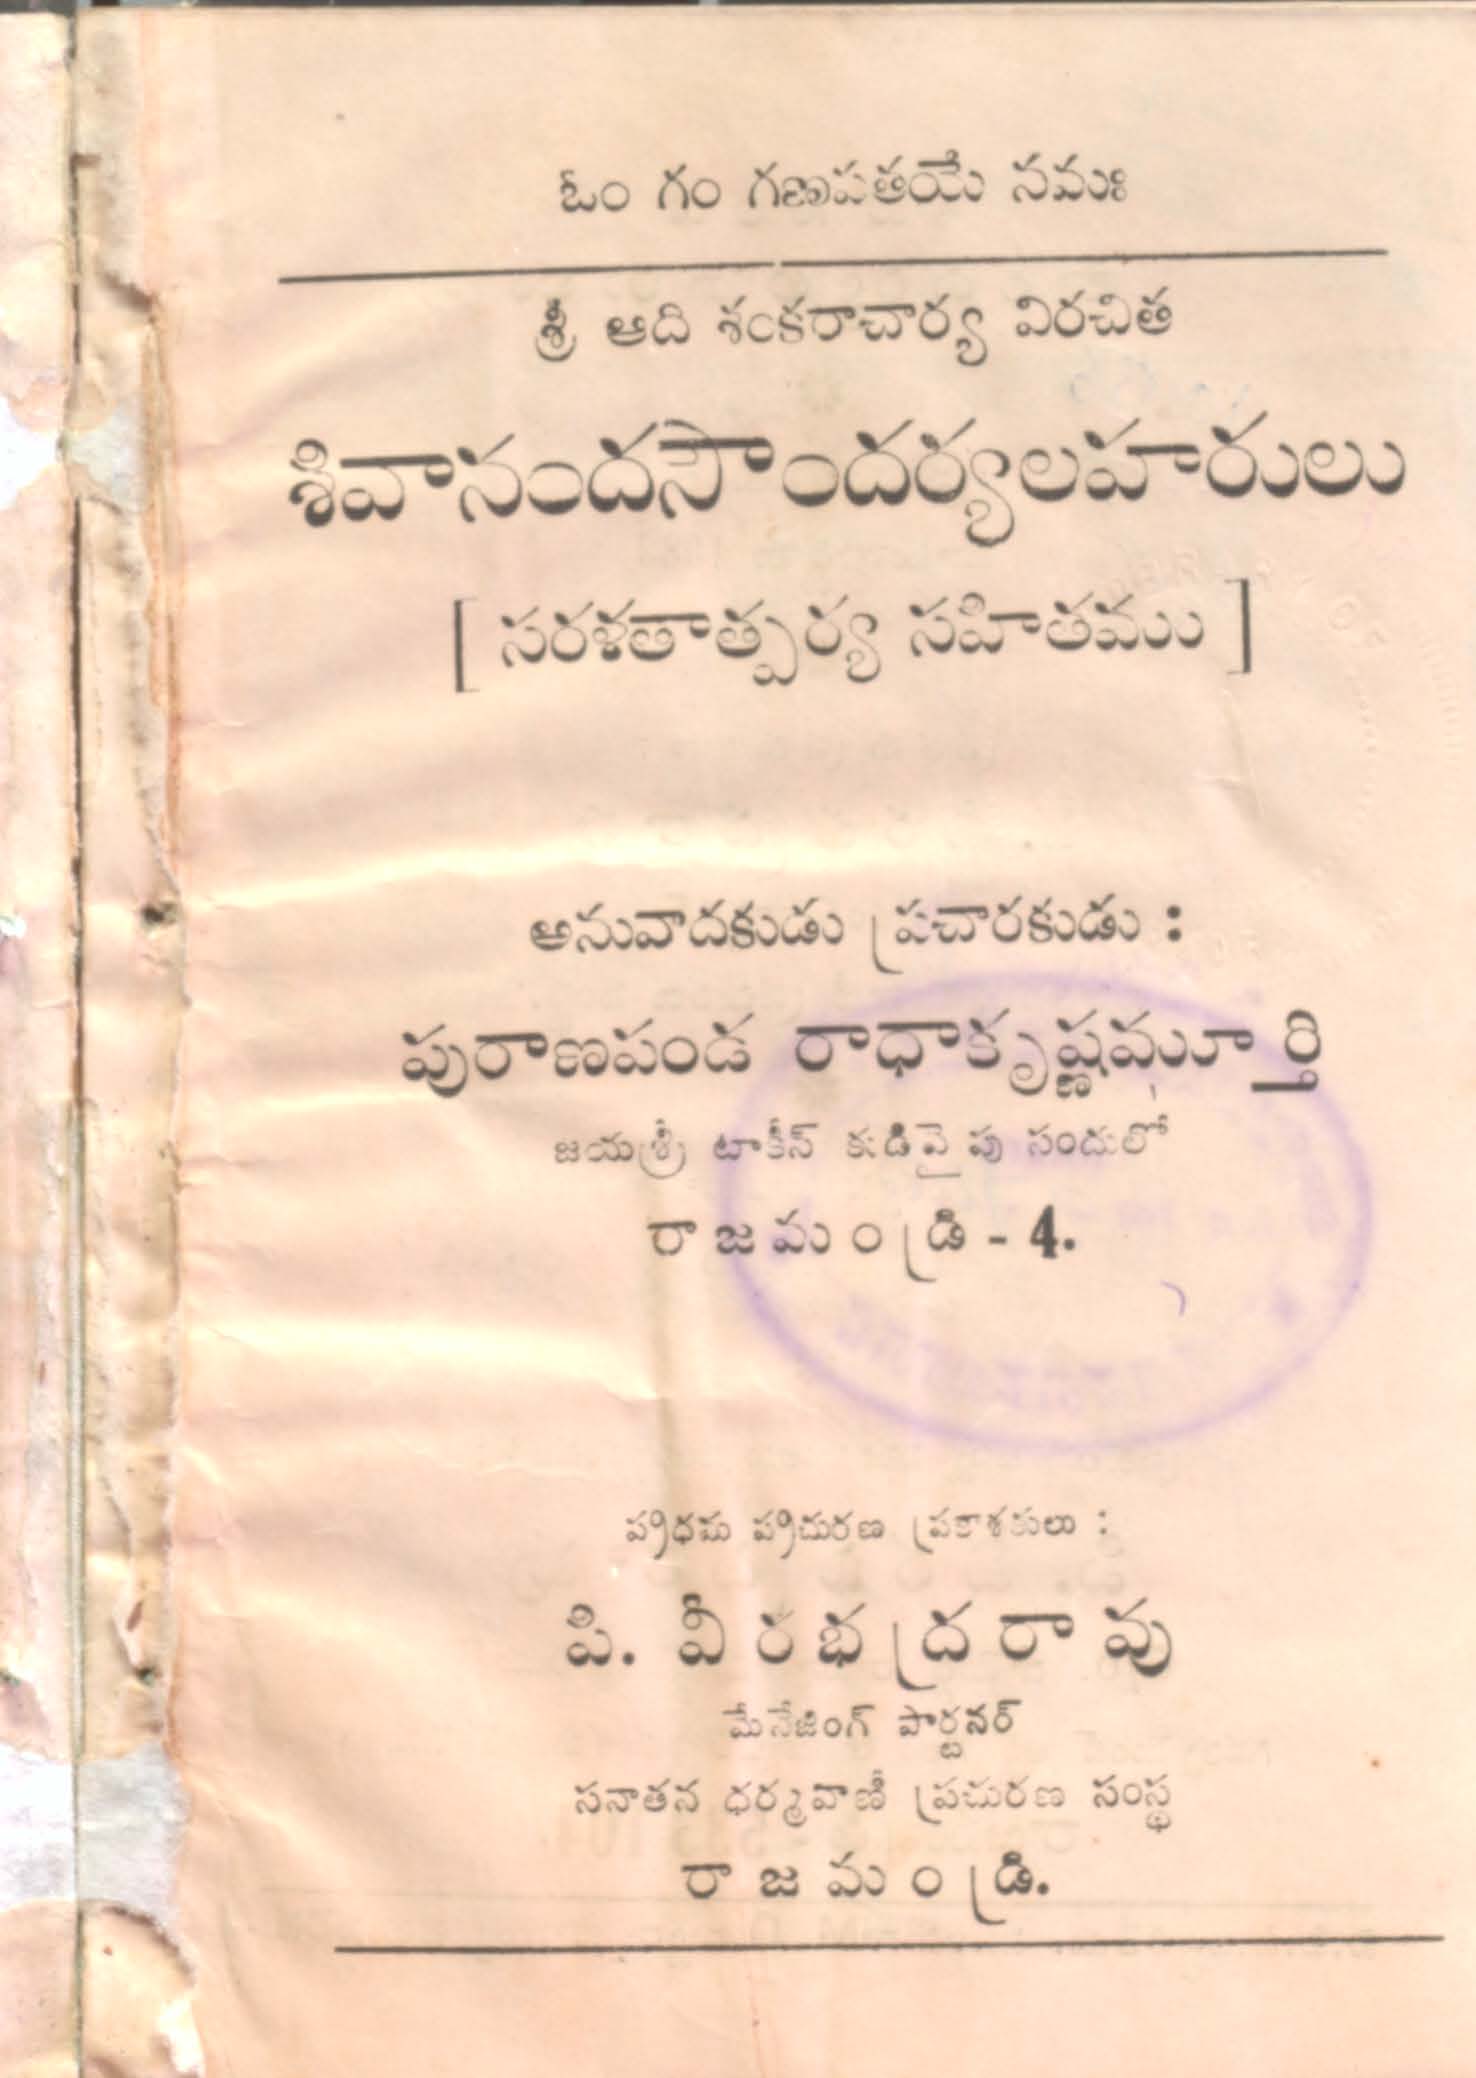 ఓం గం గణపతయే నమః
శ్రీ ఆది శంకరాచార్య విరచిత
శివానందసౌందర్యలహరులు
[ సరళతాత్పర్య సహితము ]
అనువాదకుడు ప్రచారకుడు :
పురాణపండ రాధాకృష్ణమూర్తి
జయశ్రీ టాకీస్ కుడివైపు సందులో
రాజమండ్రి - 4.
ప్రథమ ప్రచురణ ప్రకాశకులు :
పి. వీరభద్రరావు
మేనేజింగ్ పార్ట్నర్
సనాతన ధర్మవాణీ ప్రచురణ సంస్థ
రాజమండ్రి.